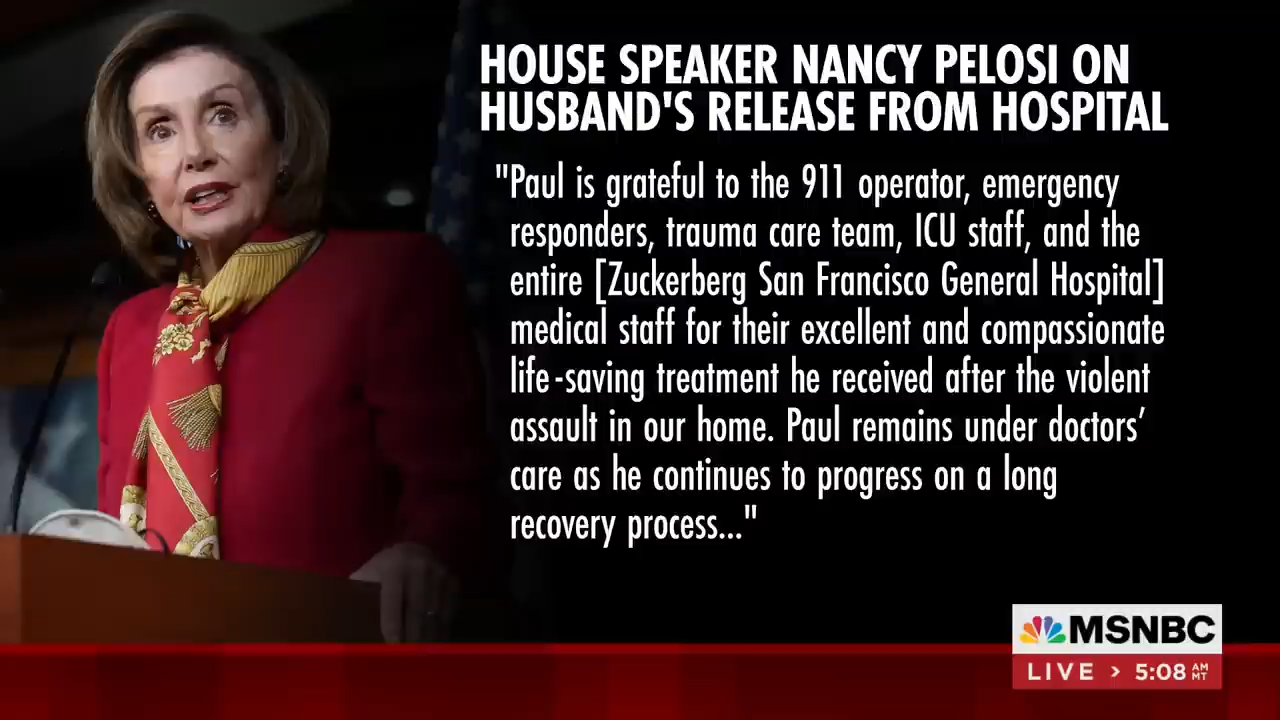 HOUSE SPEAKER NANCY PELOSI ON
HUSBAND'S RELEASE FROM HOSPITAL
"Paul is grateful to the 911 operator, emergency
responders, trauma care team, ICU staff, and the
entire [Zuckerberg San Francisco General Hospital]
medical staff for their excellent and compassionate
life-saving treatment he received after the violent
assault in our home. Paul remains under doctors’
care as he continues to progress on a long
recovery process..."
MSNBC
LIVE > 5:08 AM MT